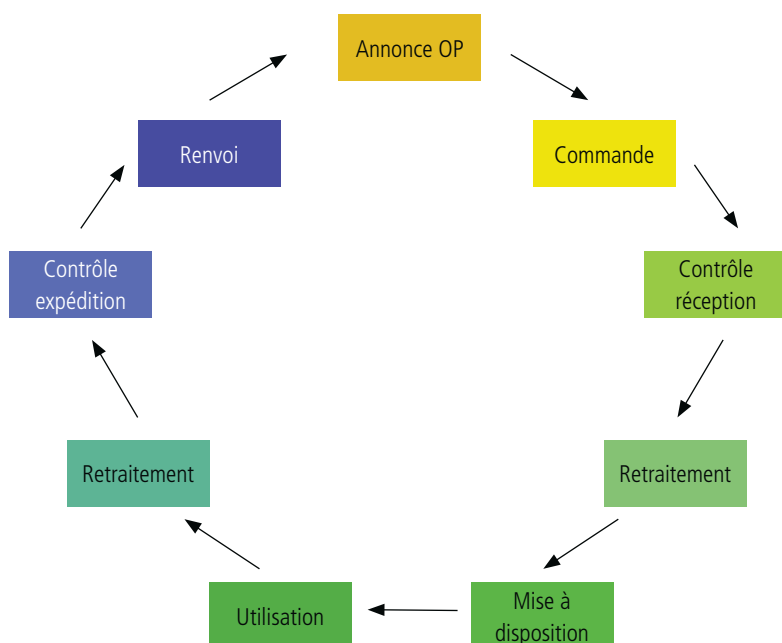 Annonce OP
Commande
Contrôle
réception
Retraitement
Mise à
disposition
Utilisation
Retraitement
Contrôle
expédition
Renvoi